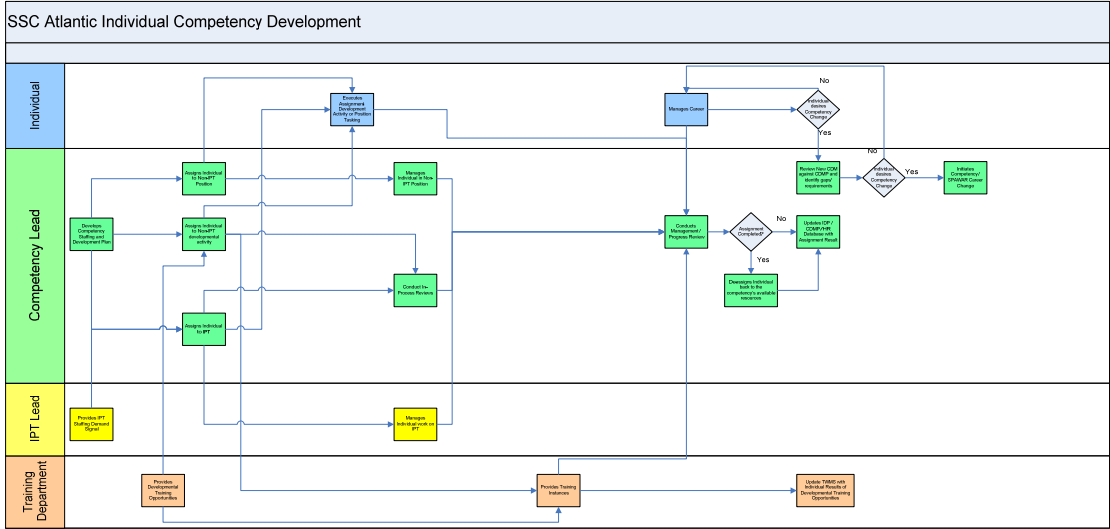 SSC Atlantic Individual Competency Development
Individual
Executes
Assignment
Development
Activity or Position
Tasking
Manages Career
Individual
desires
Competency
Change
No
Yes
Competency Lead
Assigns Individual
to Non-IPT
Position
Manages
Individual in Non-
IPT Position
Review New CDM
against CDMP and
identify gaps/
requirements
No
Individual
desires
Competency
Change
Yes
Initiates
Competency/
SPAWAR Career
Change
Develops
Competency
Staffing and
Development Plan
Assigns Individual
to Non-IPT
developmental
activity
Conducts
Management /
Progress Review
Assignment
Completed?
No
Yes
Updates IDP /
CDMP/HR
Database with
Assignment Result
Conduct In-
Process Reviews
Deassigns Individual
back to the
competency's available
resources
Assigns Individual
to IPT
IPT Lead
Provides IPT
Staffing Demand
Signal
Manages
Individual work on
IPT
Training
Department
Provides
Developmental
Training
Opportunities
Provides Training
Instances
Update TWMS with
Individual Results of
Developmental Training
Opportunities